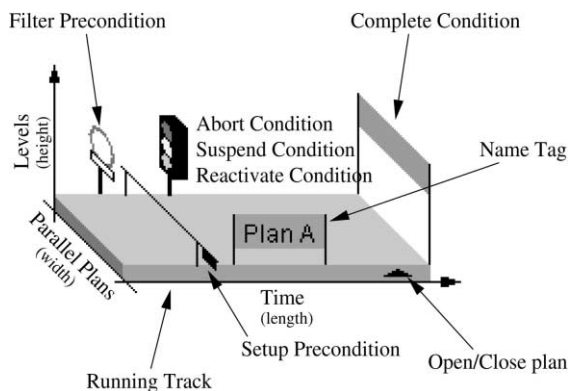 Filter Precondition
Complete Condition
Levels
(height)
Abort Condition
Suspend Condition
Reactivate Condition
Name Tag
Parallel Plans
(width)
Plan A
Time
(length)
Setup Precondition
Open/Close plan
Running Track